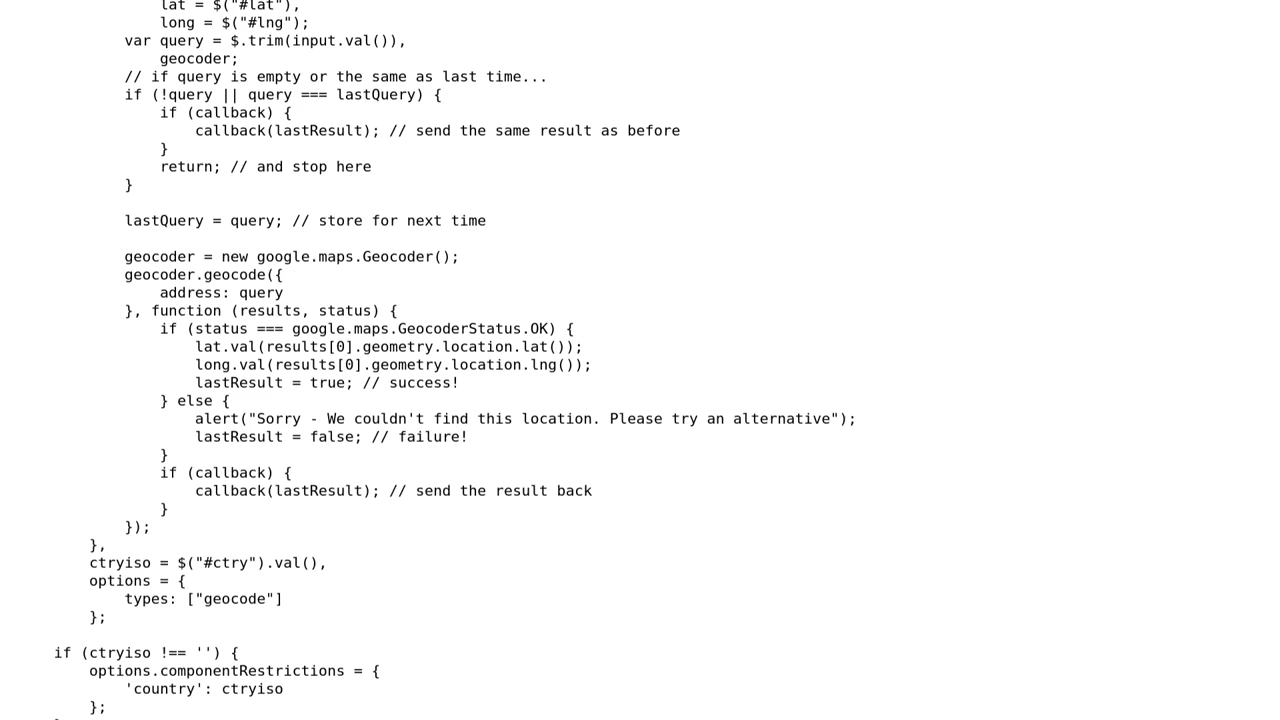 lat = $("#lat"),
long = $("#lng");
var query = $.trim(input.val()),
geocoder;
// if query is empty or the same as last time...
if (!query || query === lastQuery) {
if (callback) {
callback(lastResult); // send the same result as before
}
return; // and stop here
}
lastQuery = query; // store for next time
geocoder = new google.maps.Geocoder();
geocoder.geocode({
address: query
}, function (results, status) {
if (status === google.maps.GeocoderStatus.OK) {
lat.val(results[0].geometry.location.lat());
long.val(results[0].geometry.location.lng());
lastResult = true; // success!
} else {
alert("Sorry - We couldn't find this location. Please try an alternative");
lastResult = false; // failure!
}
if (callback) {
callback(lastResult); // send the result back
}
});
},
ctryiso = $("#ctry").val(),
options = {
types: ["geocode"]
};
if (ctryiso !== '') {
options.componentRestrictions = {
'country': ctryiso
};